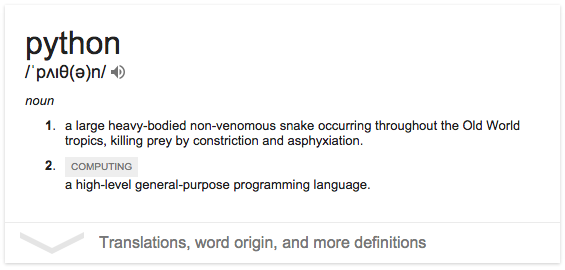 python
/ˈpʌɪθ(ə)n/
noun
1. a large heavy-bodied non-venomous snake occurring throughout the Old World
tropics, killing prey by constriction and asphyxiation.
2. COMPUTING
a high-level general-purpose programming language.
Translations, word origin, and more definitions